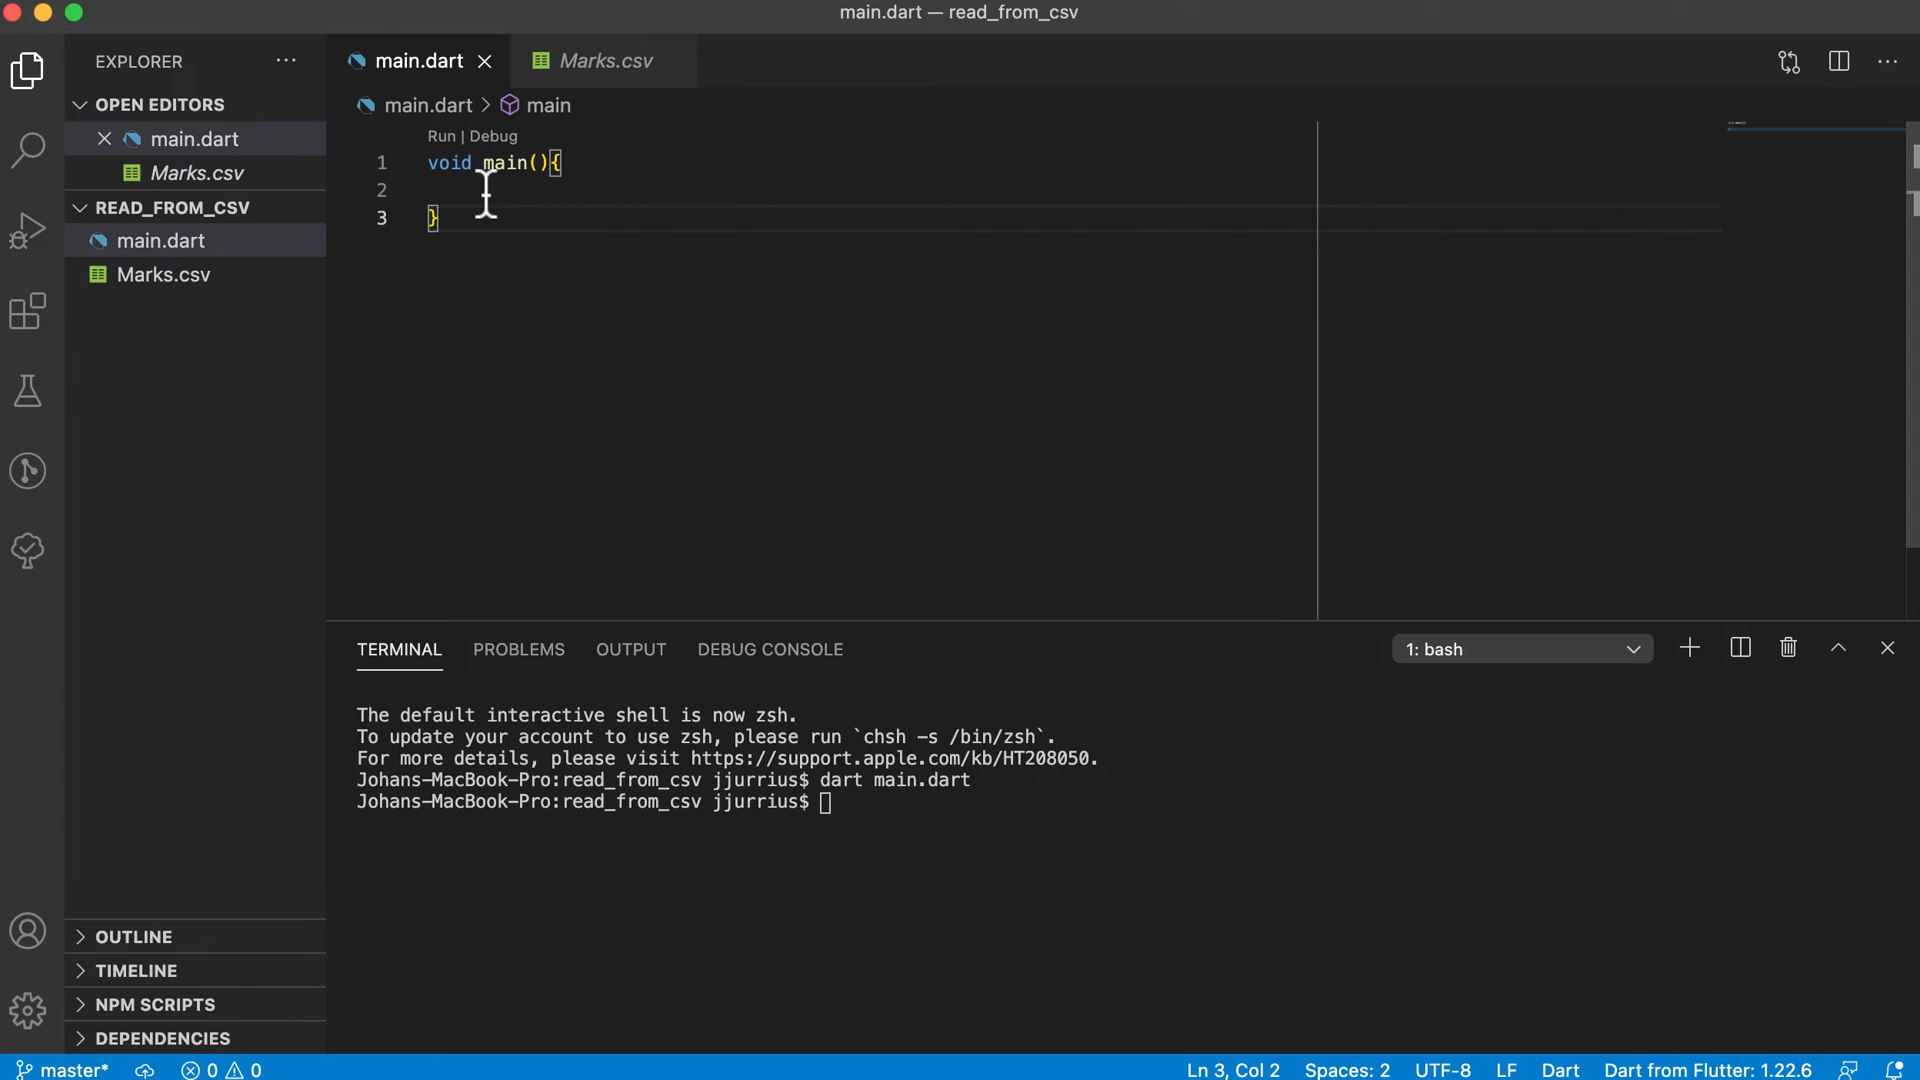 main.dart — read_from_csv
EXPLORER
main.dart
Marks.csv
OPEN EDITORS
main.dart
Marks.csv
READ_FROM_CSV
main.dart
Marks.csv
OUTLINE
TIMELINE
NPM SCRIPTS
DEPENDENCIES
main.dart > main
Run | Debug
1 void main(){
2
3 }
TERMINAL PROBLEMS OUTPUT DEBUG CONSOLE
1: bash
The default interactive shell is now zsh.
To update your account to use zsh, please run `chsh -s /bin/zsh`.
For more details, please visit https://support.apple.com/kb/HT208050.
Johans-MacBook-Pro:read_from_csv jjurrius$ dart main.dart
Johans-MacBook-Pro:read_from_csv jjurrius$
master* 0 0 Ln 3, Col 2 Spaces: 2 UTF-8 LF Dart Dart from Flutter: 1.22.6